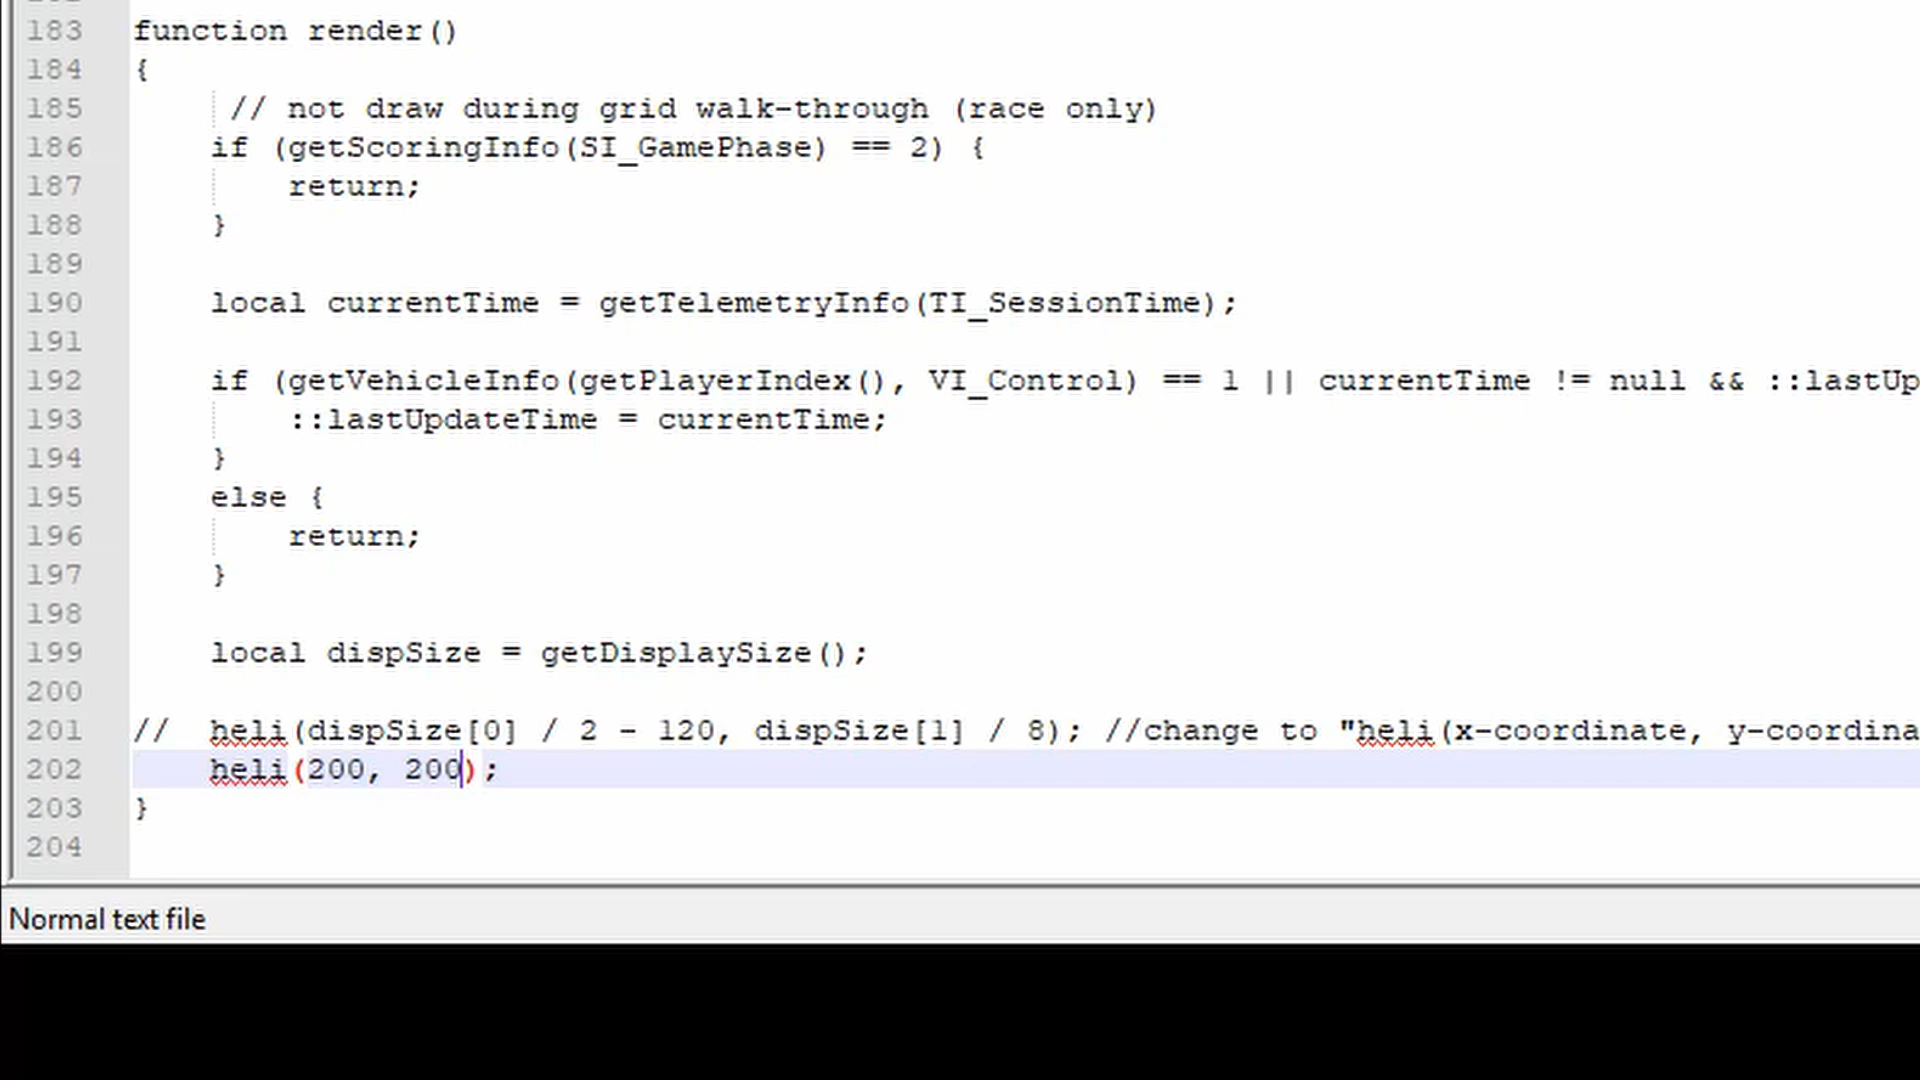 183 function render()
184 {
185 // not draw during grid walk-through (race only)
186 if (getScoringInfo(SI_GamePhase) == 2) {
187 return;
188 }
189
190 local currentTime = getTelemetryInfo(TI_SessionTime);
191
192 if (getVehicleInfo(getPlayerIndex(), VI_Control) == 1 || currentTime != null && ::lastUp
193 ::lastUpdateTime = currentTime;
194 }
195 else {
196 return;
197 }
198
199 local dispSize = getDisplaySize();
200
201 // heli(dispSize[0] / 2 - 120, dispSize[1] / 8); //change to "heli(x-coordinate, y-coordina
202 heli(200, 200);
203 }
204
Normal text file